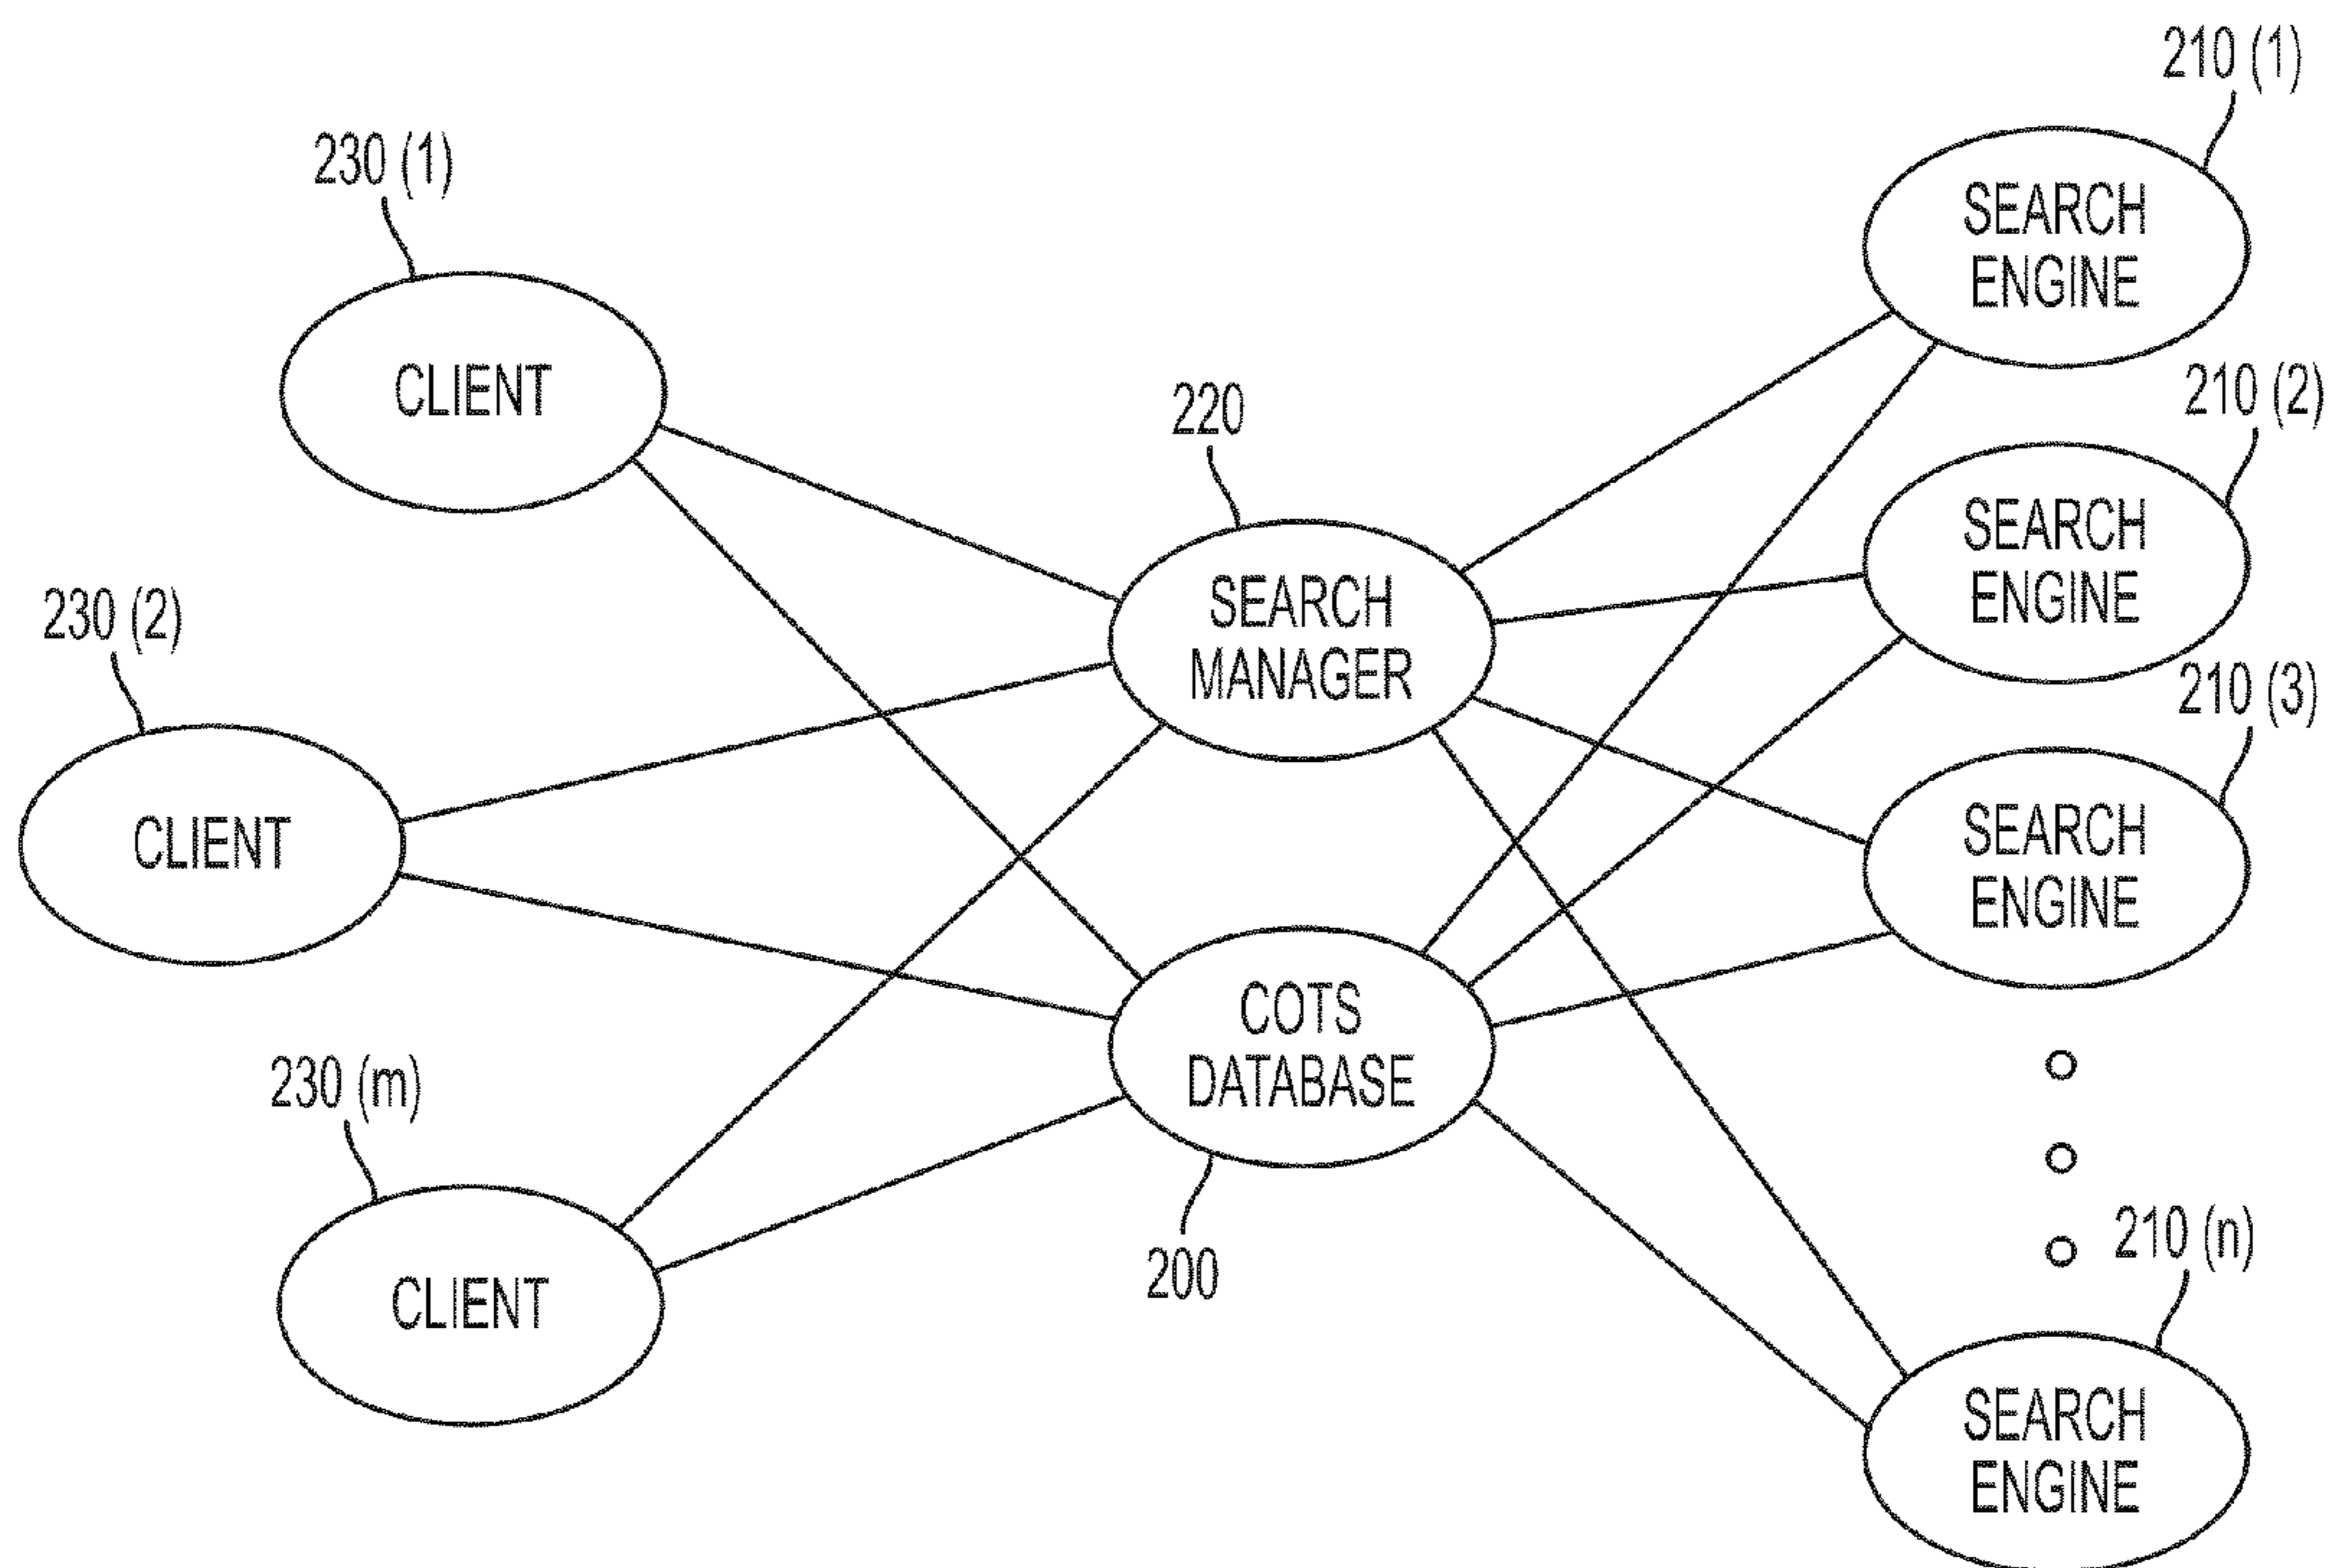 210 (1)
SEARCH
ENGINE
230 (1)
CLIENT
220
SEARCH
MANAGER
210 (2)
SEARCH
ENGINE
230 (2)
CLIENT
210 (3)
SEARCH
ENGINE
COTS
DATABASE
200
230 (m)
CLIENT
210 (n)
SEARCH
ENGINE